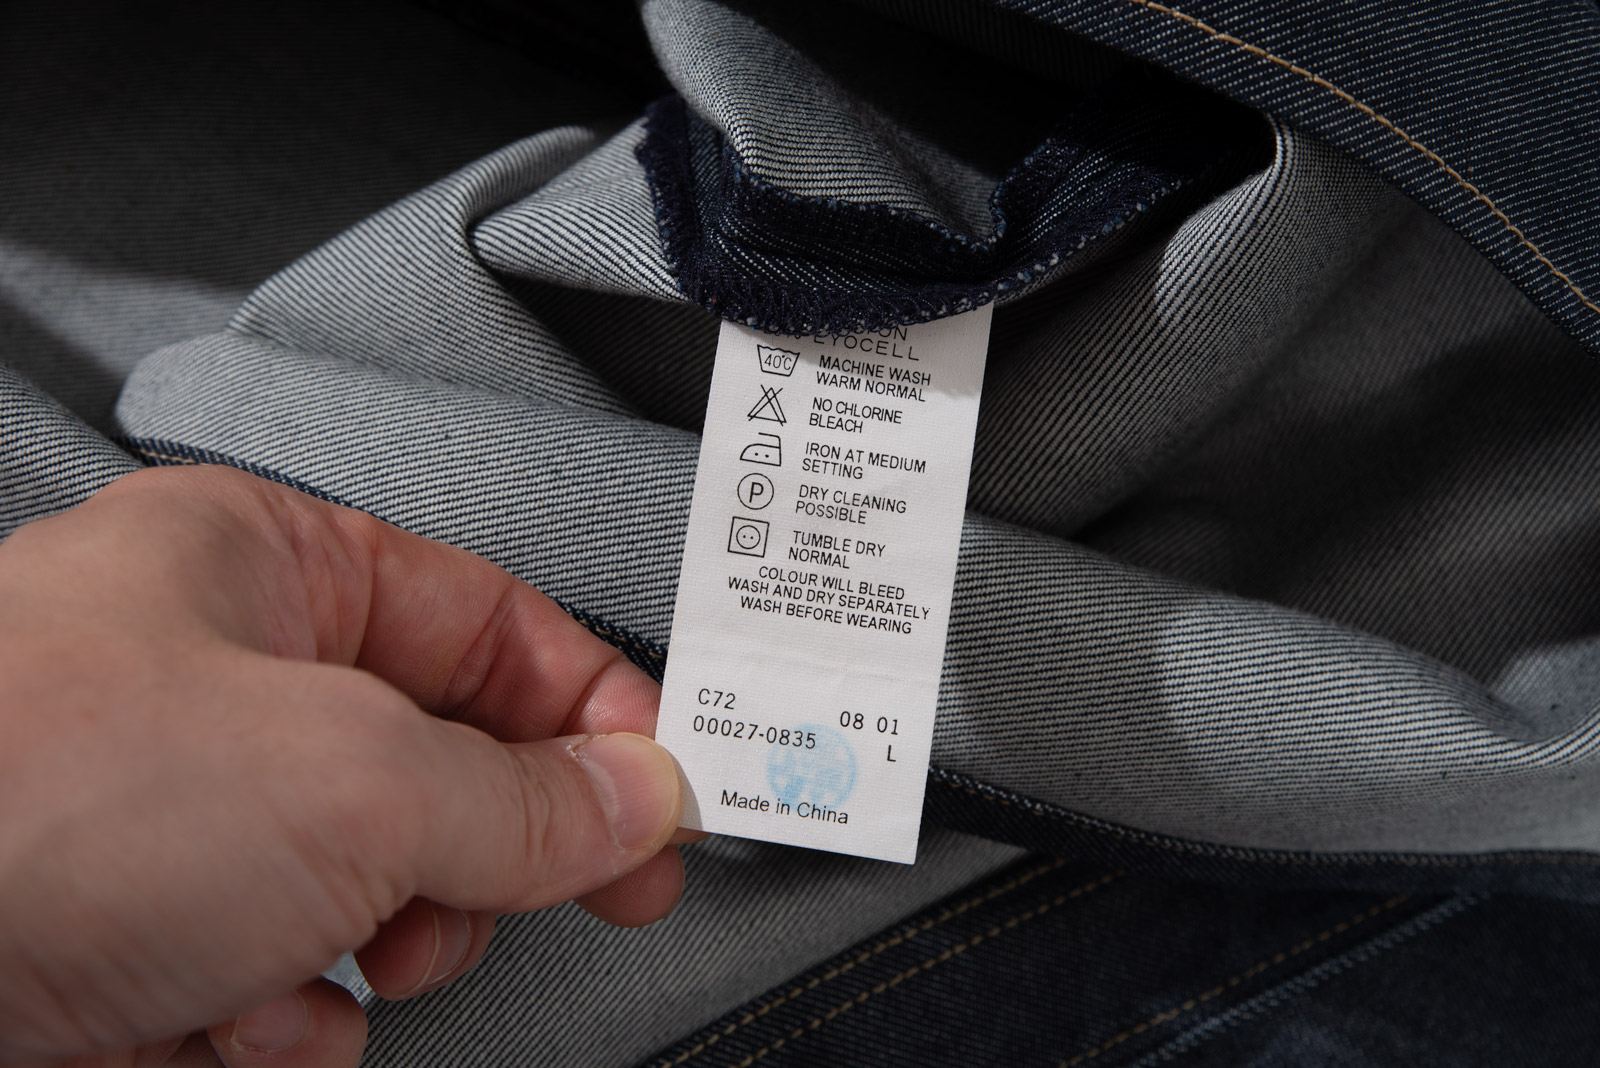 LYOCELL
40°C
MACHINE WASH
WARM NORMAL
NO CHLORINE
BLEACH
IRON AT MEDIUM
SETTING
P
DRY CLEANING
POSSIBLE
TUMBLE DRY
NORMAL
COLOUR WILL BLEED
WASH AND DRY SEPARATELY
WASH BEFORE WEARING
C72
08 01
00027-0835
L
Made in China